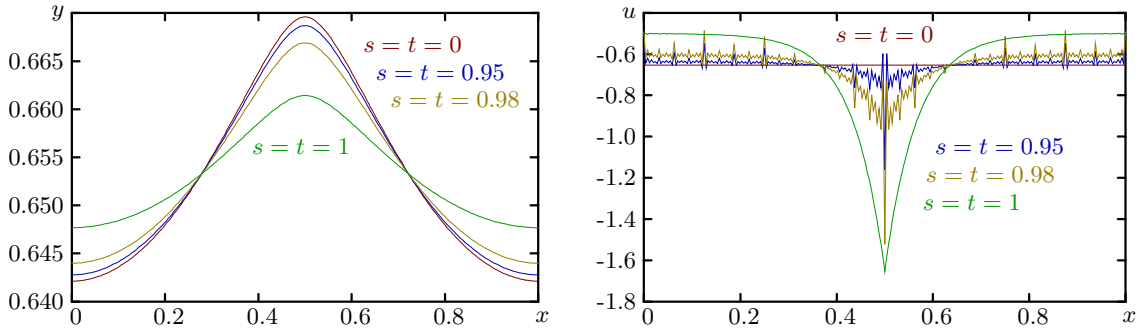 y
0.665
0.660
0.655
0.650
0.645
0.640
s = t = 0
s = t = 0.95
s = t = 0.98
s = t = 1
0 0.2 0.4 0.6 0.8 x
u
-0.6
-0.8
-1.0
-1.2
-1.4
-1.6
-1.8
s = t = 0
s = t = 0.95
s = t = 0.98
s = t = 1
0 0.2 0.4 0.6 0.8 x